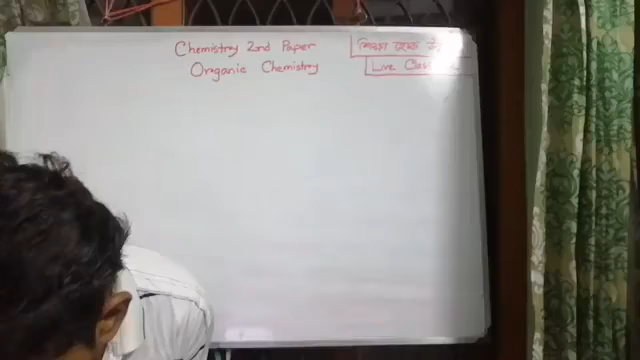 Chemistry 2nd Paper
Organic Chemistry
শিক্ষা হোক
Live Class